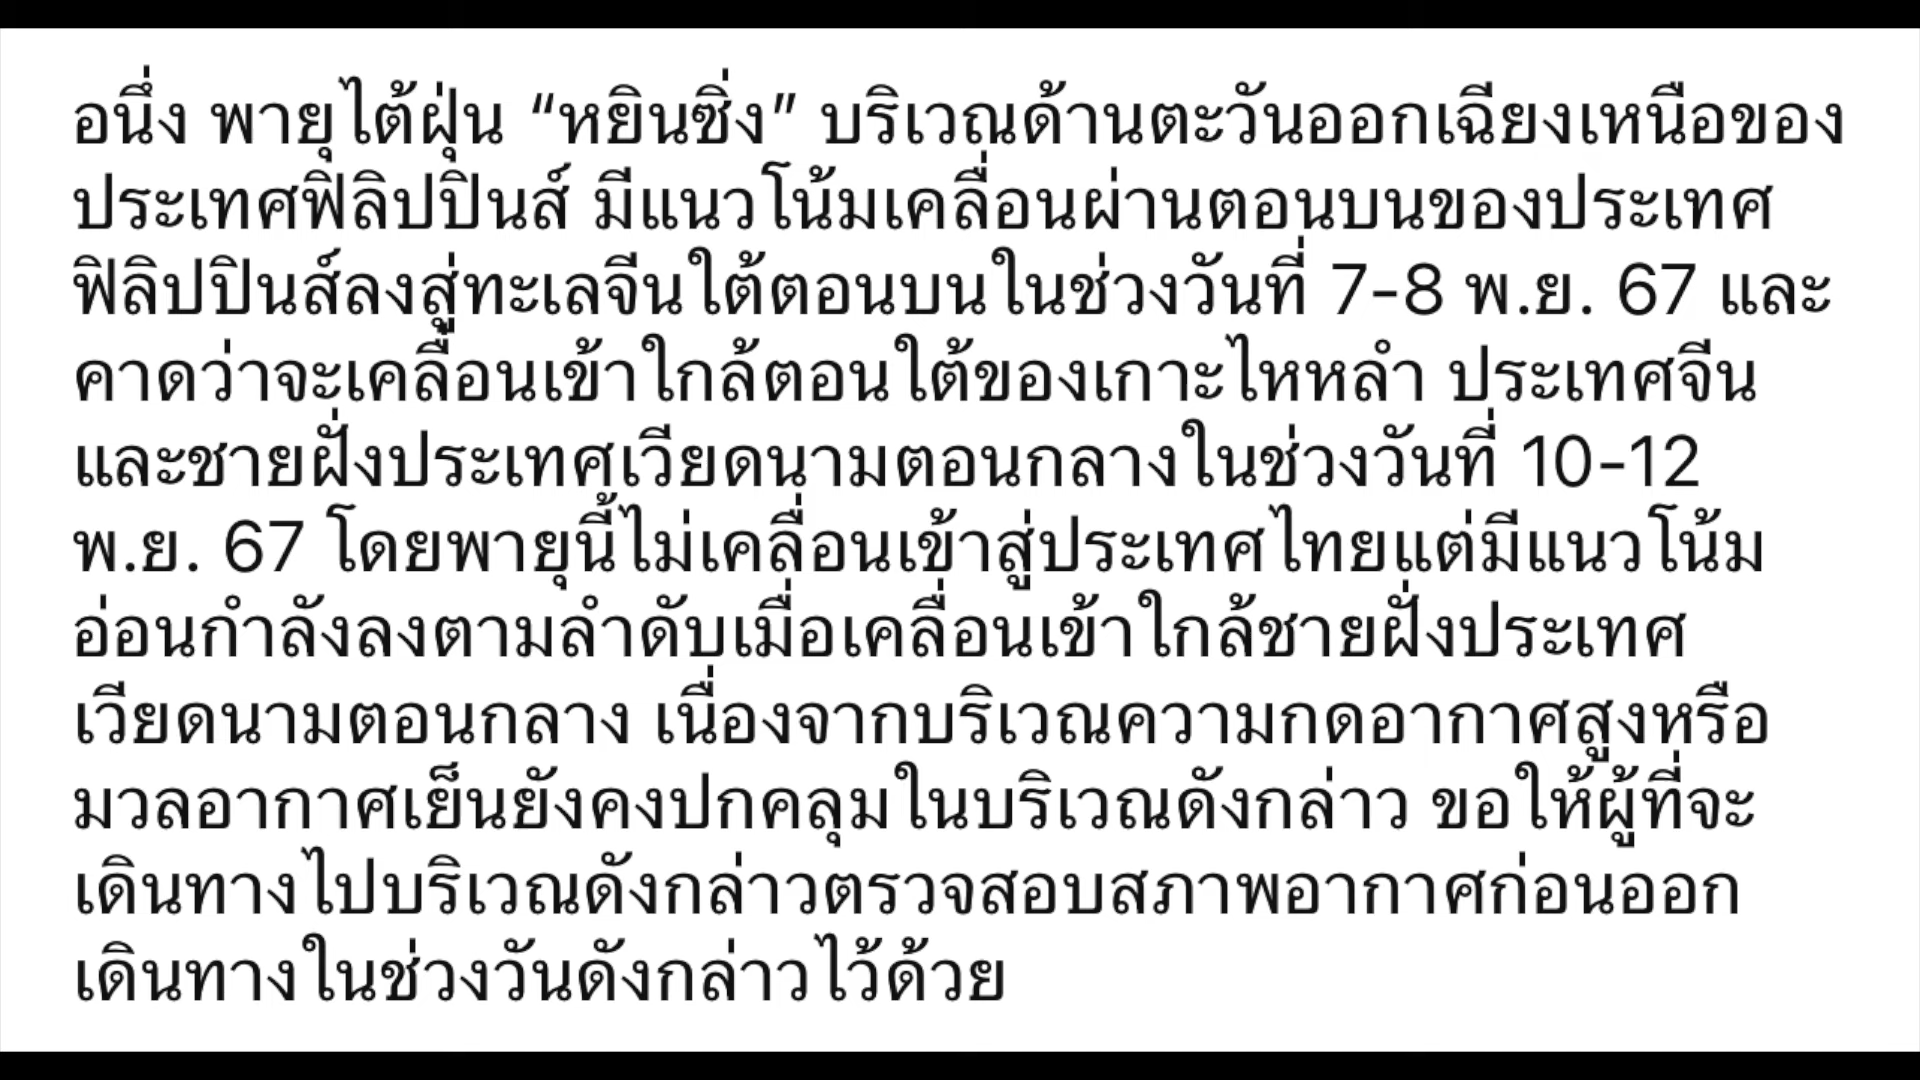 อนึ่ง พายุไต้ฝุ่น “หยินซิ่ง” บริเวณด้านตะวันออกเฉียงเหนือของ
ประเทศฟิลิปปินส์ มีแนวโน้มเคลื่อนผ่านตอนบนของประเทศ
ฟิลิปปินส์ลงสู่ทะเลจีนใต้ตอนบนในช่วงวันที่ 7-8 พ.ย. 67 และ
คาดว่าจะเคลื่อนเข้าใกล้ตอนใต้ของเกาะไหหลำ ประเทศจีน
และชายฝั่งประเทศเวียดนามตอนกลางในช่วงวันที่ 10-12
พ.ย. 67 โดยพายุนี้ไม่เคลื่อนเข้าสู่ประเทศไทยแต่มีแนวโน้ม
อ่อนกำลังลงตามลำดับเมื่อเคลื่อนเข้าใกล้ชายฝั่งประเทศ
เวียดนามตอนกลาง เนื่องจากบริเวณความกดอากาศสูงหรือ
มวลอากาศเย็นยังคงปกคลุมในบริเวณดังกล่าว ขอให้ผู้ที่จะ
เดินทางไปบริเวณดังกล่าวตรวจสอบสภาพอากาศก่อนออก
เดินทางในช่วงวันดังกล่าวไว้ด้วย